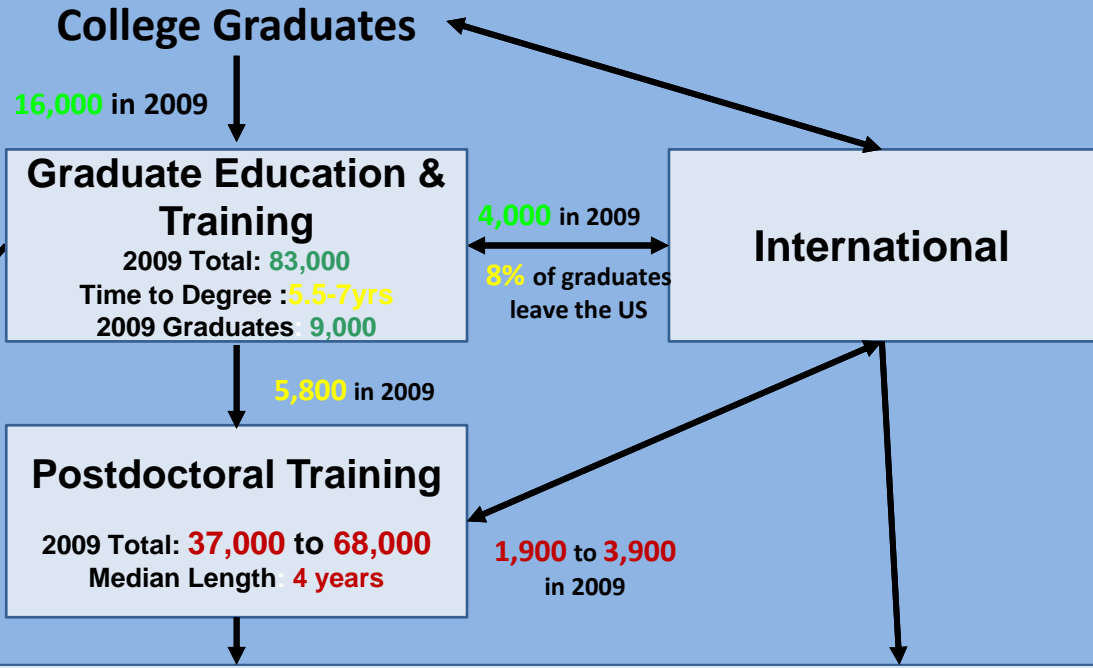 College Graduates
16,000 in 2009
Graduate Education &
Training
2009 Total: 83,000
Time to Degree :5.5-7yrs
2009 Graduates: 9,000
4,000 in 2009
8% of graduates
leave the US
International
5,800 in 2009
Postdoctoral Training
2009 Total: 37,000 to 68,000
Median Length: 4 years
1,900 to 3,900
in 2009